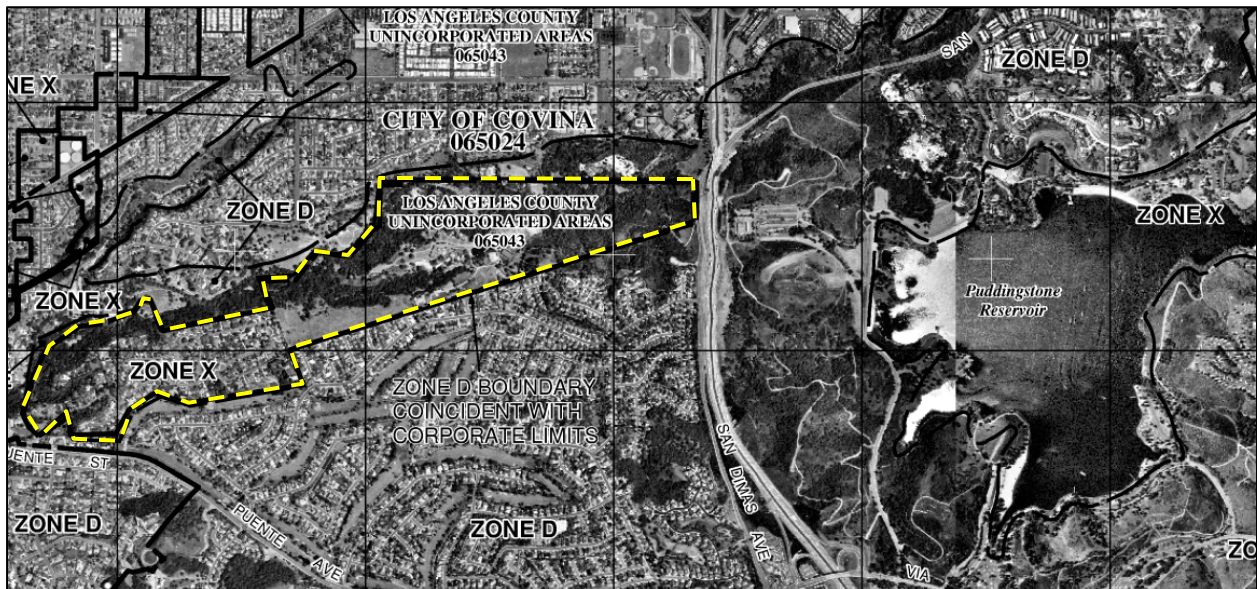 LOS ANGELES COUNTY
UNINCORPORATED AREAS
065043
SAN
ZONE D
NE X
CITY OF COVINA
065024
ZONE D
LOS ANGELES COUNTY
UNINCORPORATED AREAS
065043
ZONE X
ZONE X
Puddingstone
Reservoir
ZONE X
ZONE D BOUNDARY
COINCIDENT WITH
CORPORATE LIMITS
UENTE ST
SAN DIMAS AVE
ZONE D
PUENTE AVE
ZONE D
VIA
ZO